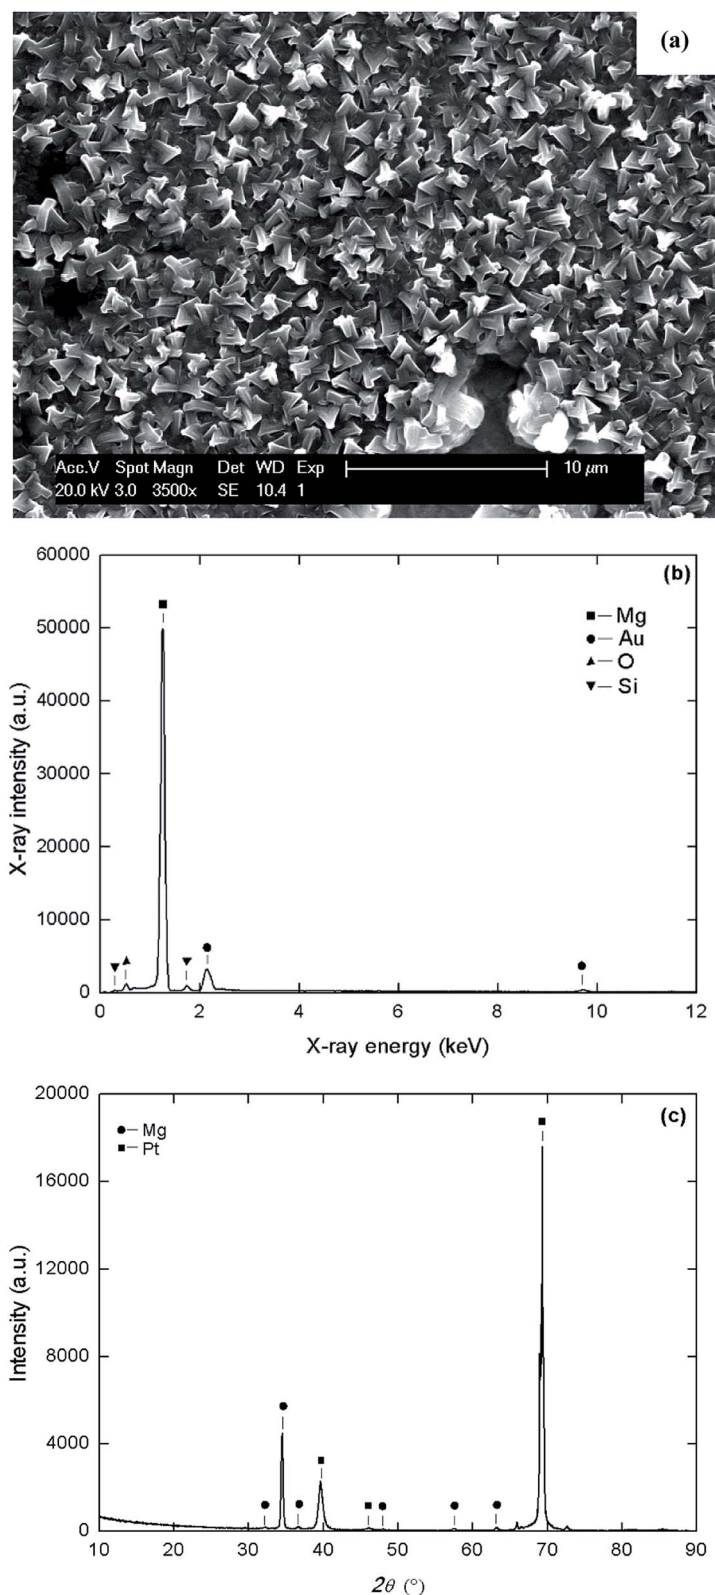 (a)
Acc.V Spot Magn Det WD Exp
20.0 kV 3.0 3500x SE 10.4 1
10 μm
(b)
60000
50000
40000
30000
20000
10000
0
X-ray intensity (a.u.)
Mg
Au
O
Si
0 2 4 6 8 10 12
X-ray energy (keV)
(c)
20000
16000
12000
8000
4000
0
Intensity (a.u.)
Mg
Pt
10 20 30 40 50 60 70 80 90
2θ (°)